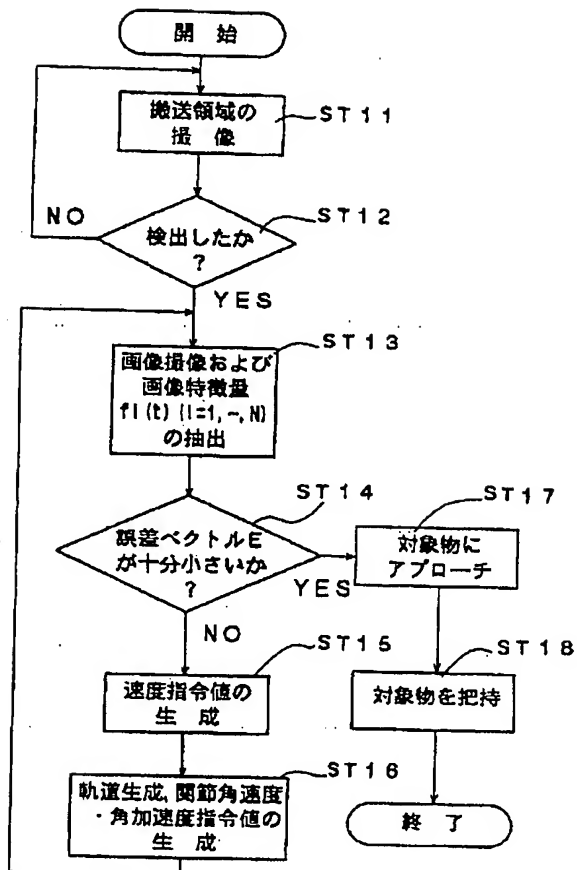 開 始
搬送領域の
撮 像
ST11
検出したか
?
ST12
NO
YES
画像撮像および
画像特徴量
fi(t) (i=1,~,N)
の抽出
ST13
誤差ベクトルE
が十分小さいか
?
ST14
YES
NO
対象物に
アプローチ
ST17
速度指令値の
生 成
ST15
対象物を把持
ST18
軌道生成、関節角速度
・角加速度指令値の
生成
ST16
終 了